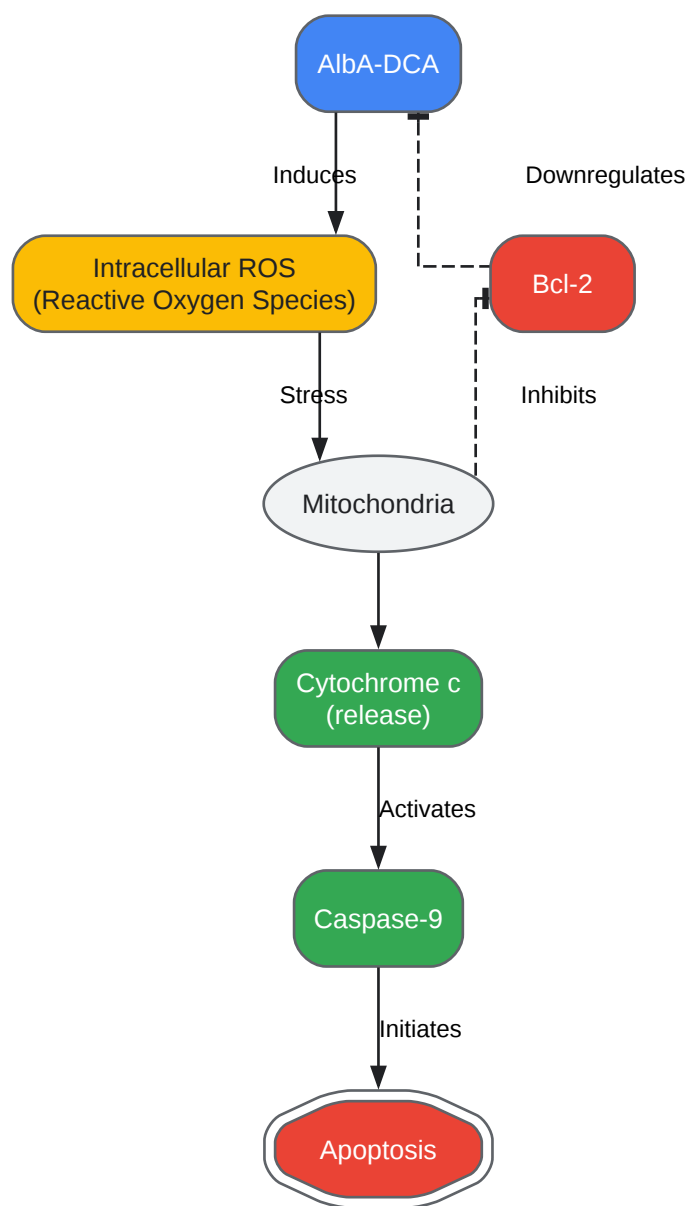 AlbA-DCA
Induces
Downregulates
Intracellular ROS
(Reactive Oxygen Species)
Bcl-2
Stress
Inhibits
Mitochondria
Cytochrome c
(release)
Activates
Caspase-9
Initiates
Apoptosis